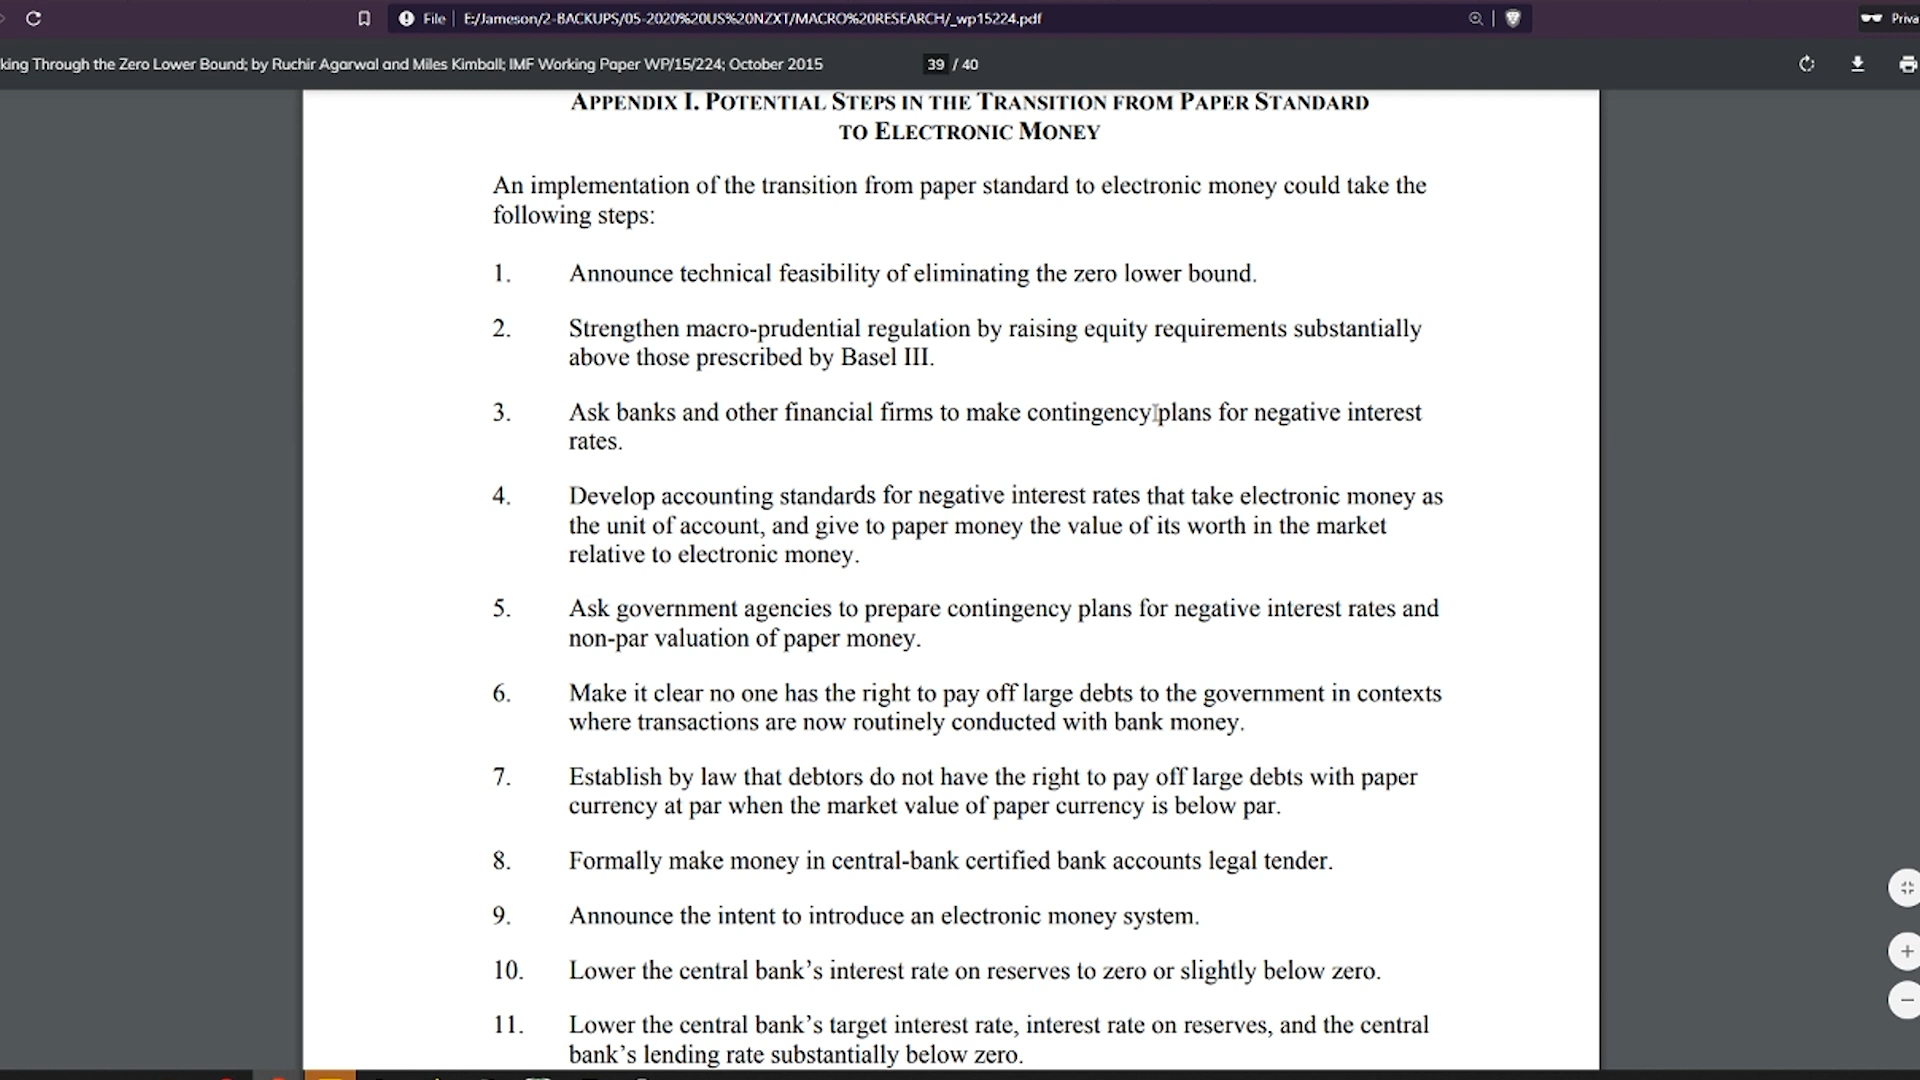 File E:/Jameson/2-BACKUPS/05-2020%20US%20NZXT/MACRO%20RESEARCH/_wp15224.pdf
Priva
king Through the Zero Lower Bound; by Ruchir Agarwal and Miles Kimball; IMF Working Paper WP/15/224; October 2015
39 / 40
APPENDIX I. POTENTIAL STEPS IN THE TRANSITION FROM PAPER STANDARD
TO ELECTRONIC MONEY
An implementation of the transition from paper standard to electronic money could take the
following steps:
1. Announce technical feasibility of eliminating the zero lower bound.
2. Strengthen macro-prudential regulation by raising equity requirements substantially
above those prescribed by Basel III.
3. Ask banks and other financial firms to make contingency plans for negative interest
rates.
4. Develop accounting standards for negative interest rates that take electronic money as
the unit of account, and give to paper money the value of its worth in the market
relative to electronic money.
5. Ask government agencies to prepare contingency plans for negative interest rates and
non-par valuation of paper money.
6. Make it clear no one has the right to pay off large debts to the government in contexts
where transactions are now routinely conducted with bank money.
7. Establish by law that debtors do not have the right to pay off large debts with paper
currency at par when the market value of paper currency is below par.
8. Formally make money in central-bank certified bank accounts legal tender.
9. Announce the intent to introduce an electronic money system.
10. Lower the central bank’s interest rate on reserves to zero or slightly below zero.
11. Lower the central bank’s target interest rate, interest rate on reserves, and the central
bank’s lending rate substantially below zero.